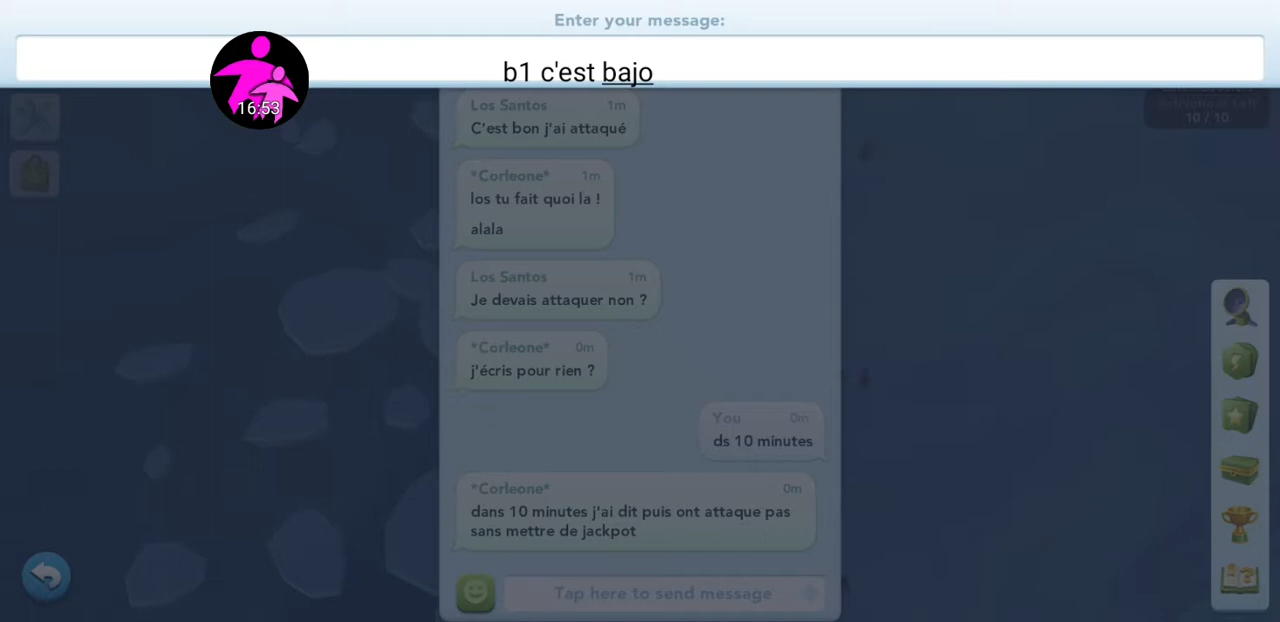 Enter your message:
b1 c'est bajo
16:53
Los Santos 1m
C'est bon j'ai attaqué
10 / 10
*Corleone* 1m
los tu fait quoi la !
alala
Los Santos 1m
Je devais attaquer non ?
*Corleone* 0m
j'écris pour rien ?
You 0m
ds 10 minutes
*Corleone* 0m
dans 10 minutes j'ai dit puis ont attaque pas
sans mettre de jackpot
Tap here to send message